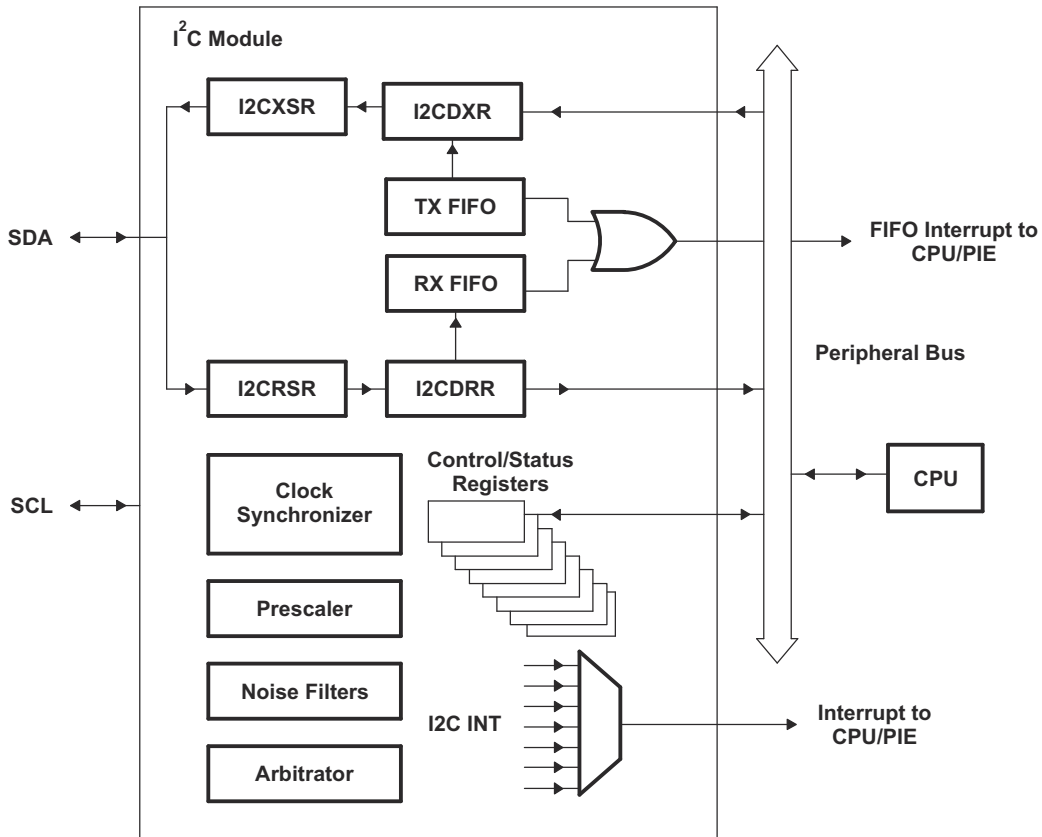 I²C Module
I2CXSR
I2CDXR
TX FIFO
SDA
FIFO Interrupt to
CPU/PIE
RX FIFO
Peripheral Bus
I2CRSR
I2CDRR
Control/Status
Registers
CPU
SCL
Clock
Synchronizer
Prescaler
Noise Filters
I2C INT
Interrupt to
CPU/PIE
Arbitrator